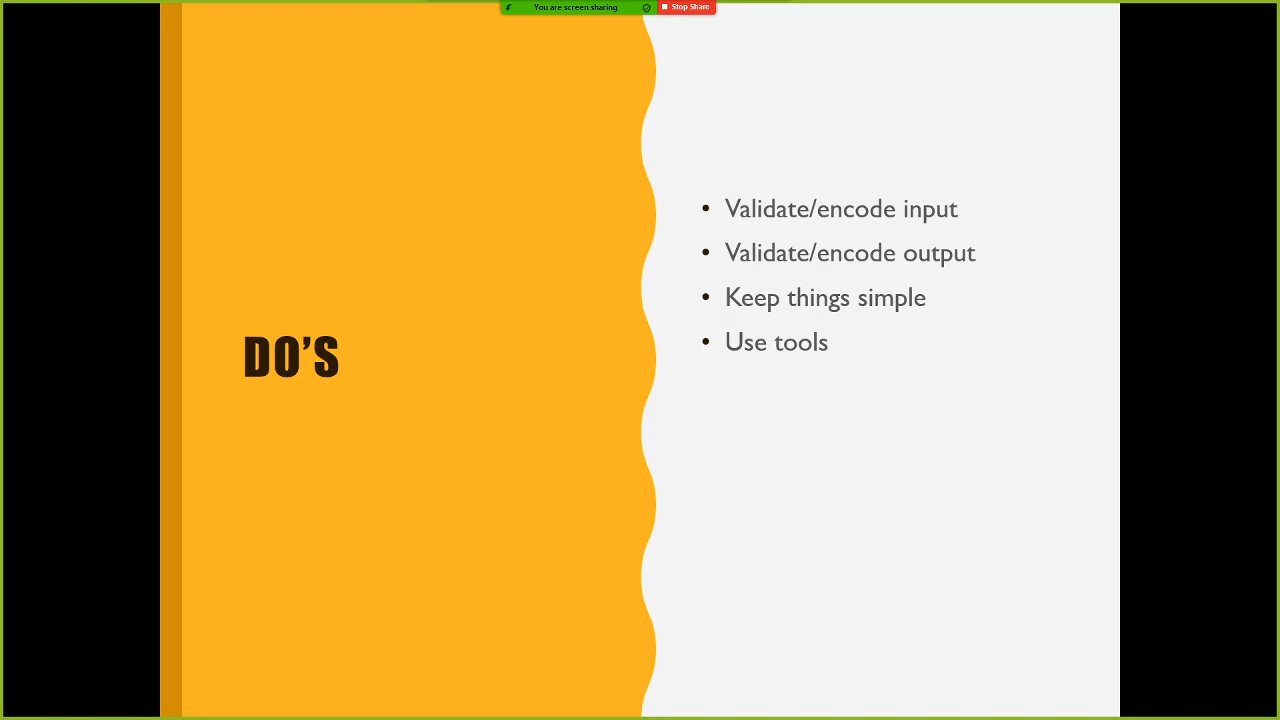 You are screen sharing
Stop Share
DO’S
• Validate/encode input
• Validate/encode output
• Keep things simple
• Use tools